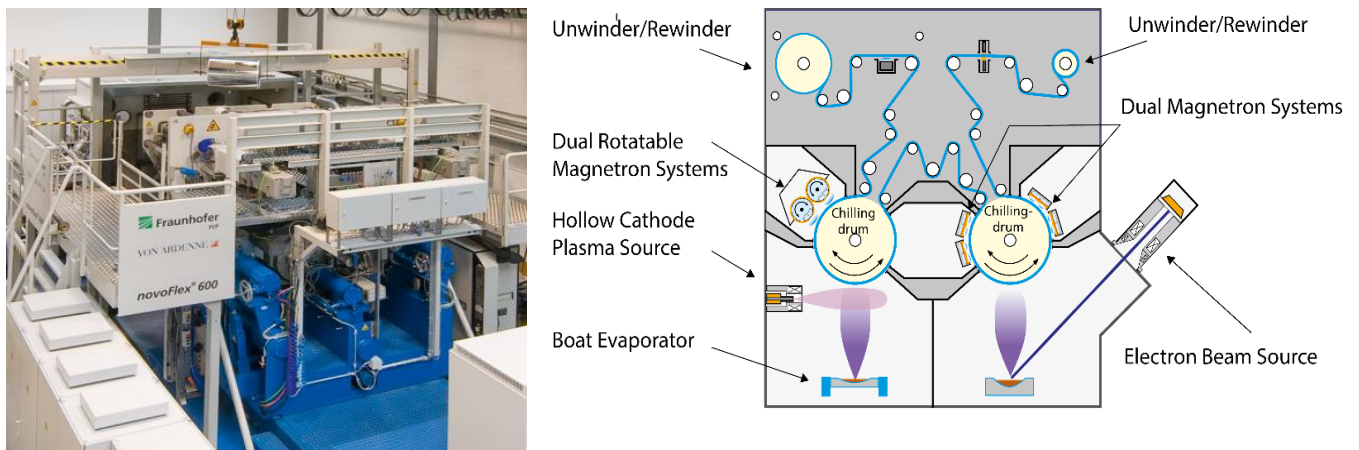 Fraunhofer
FEP
VON ARDENNE
novoFlex® 600
Unwinder/Rewinder
Dual Rotatable
Magnetron Systems
Hollow Cathode
Plasma Source
Boat Evaporator
Chilling
drum
Chilling-
drum
Unwinder/Rewinder
Dual Magnetron Systems
Electron Beam Source